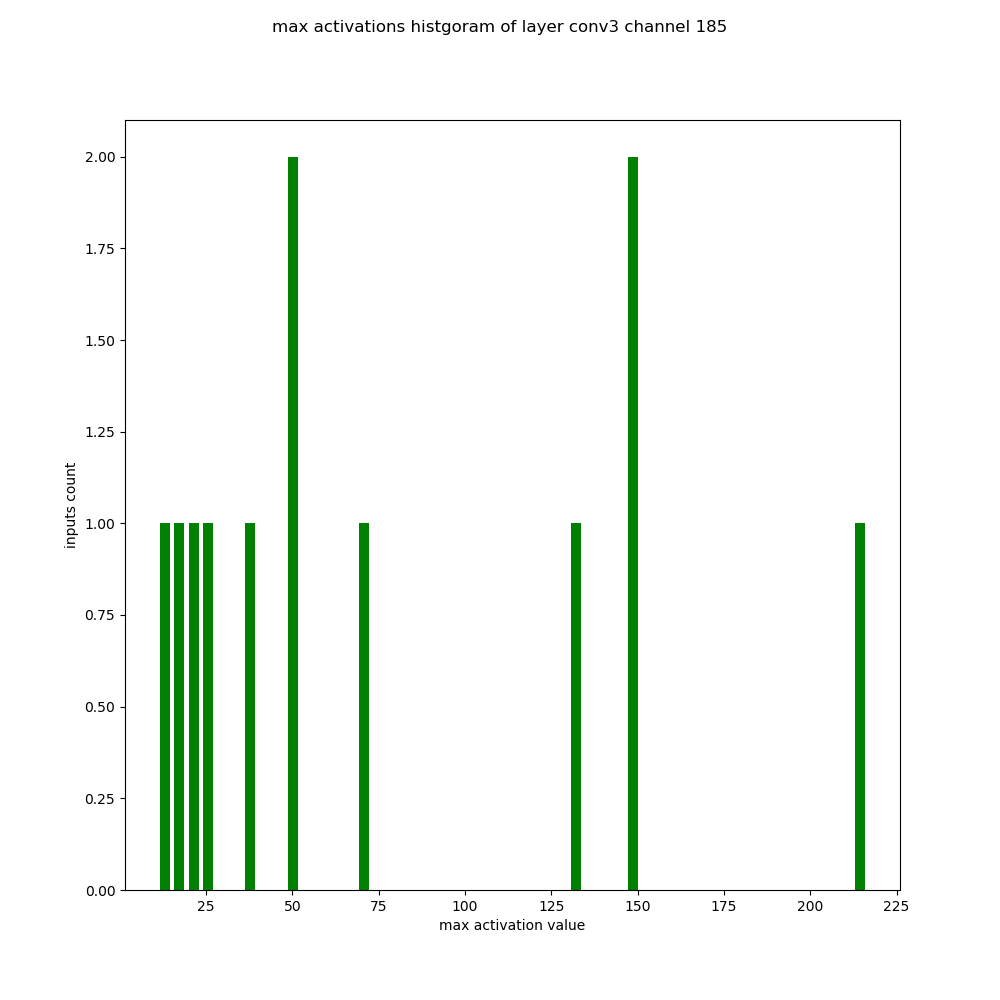 max activations histgoram of layer conv3 channel 185
2.00
1.75
1.50
1.25
1.00
0.75
0.50
0.25
0.00
inputs count
25 50 75 100 125 150 175 200 225
max activation value